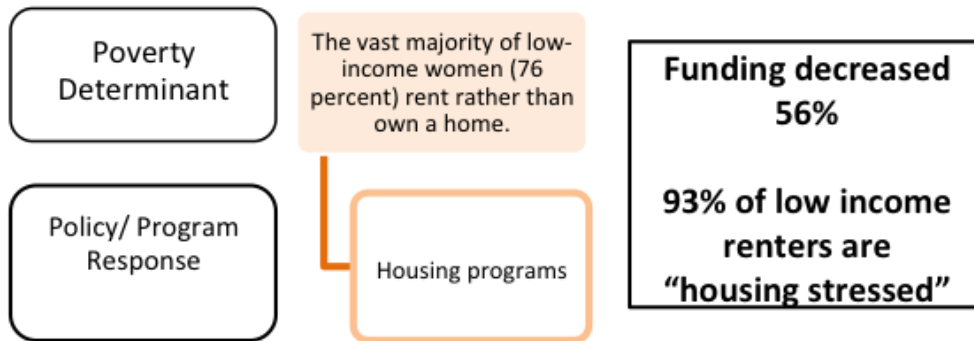 Poverty
Determinant
The vast majority of low-
income women (76
percent) rent rather than
own a home.
Policy/ Program
Response
Housing programs
Funding decreased
56%
93% of low income
renters are
“housing stressed”